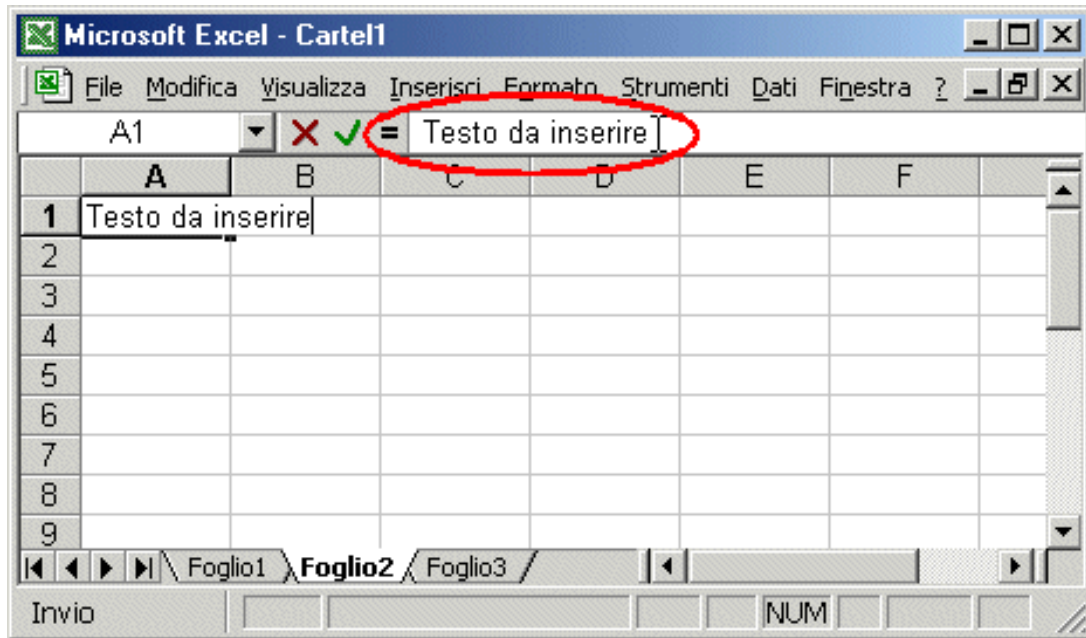 Microsoft Excel - Cartel1
File Modifica Visualizza Inserisci Formato Strumenti Dati Finestra ?
A1 = Testo da inserire
A B C D E F
1 Testo da inserire
2
3
4
5
6
7
8
9
Foglio1 Foglio2 Foglio3
Invio NUM